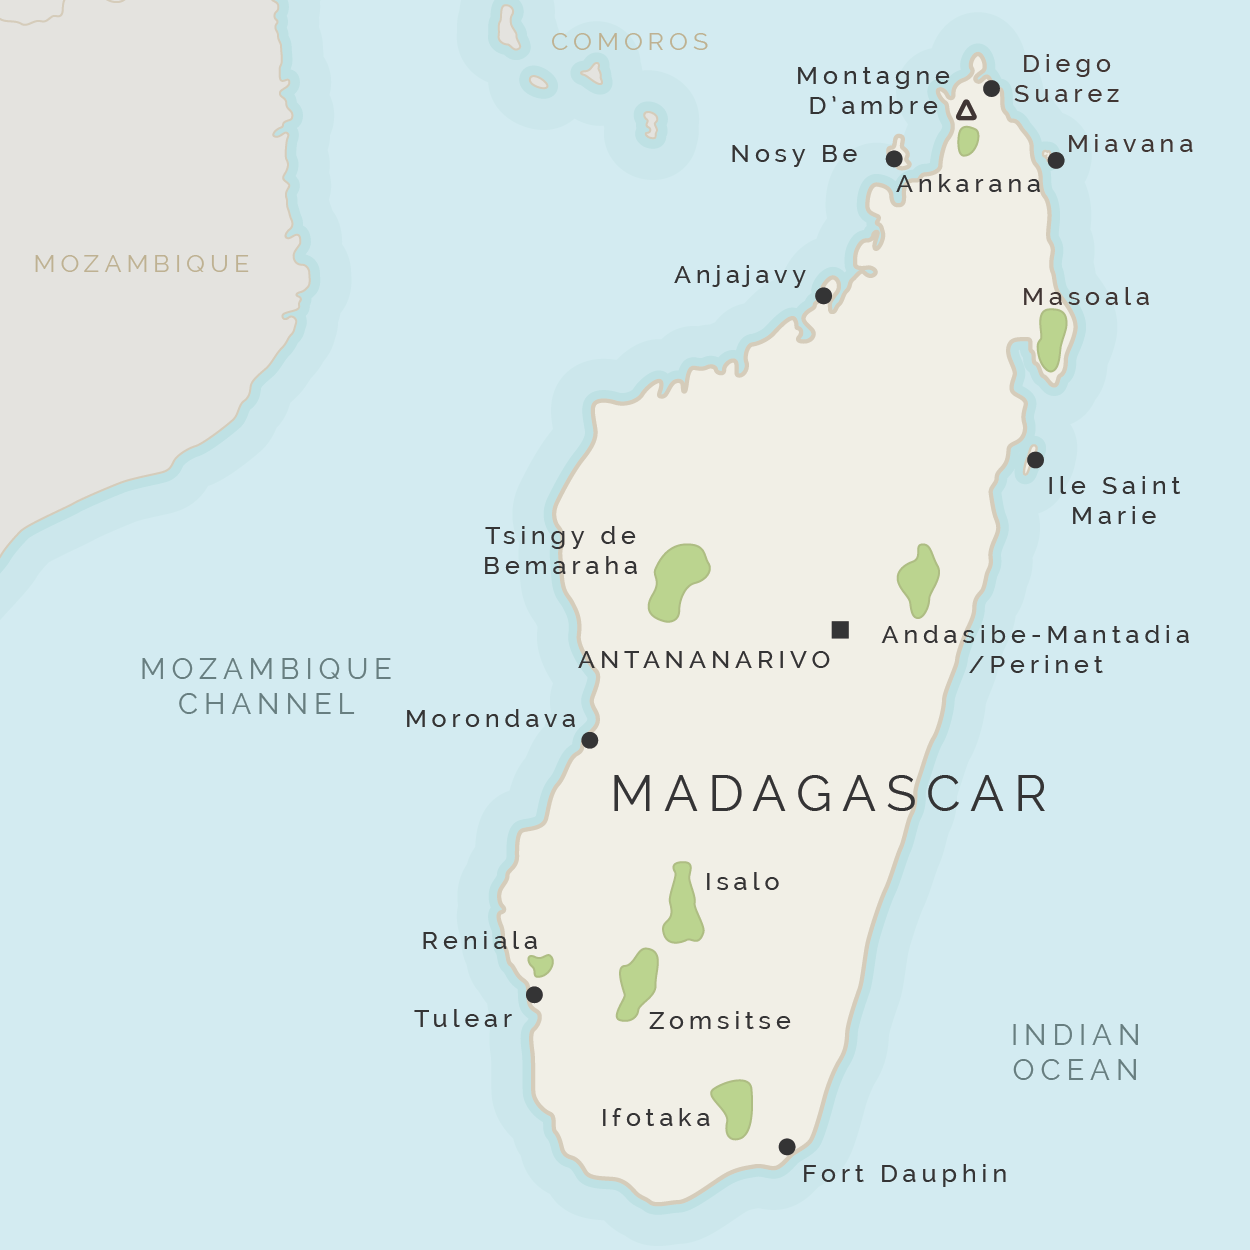 COMOROS
Diego
Suarez
Montagne
D’ambre
Miavana
Nosy Be
Ankarana
MOZAMBIQUE
Anjajavy
Masoala
Ile Saint
Marie
Tsingy de
Bemaraha
Andasibe-Mantadia
/Perinet
ANTANANARIVO
MOZAMBIQUE
CHANNEL
Morondava
MADAGASCAR
Isalo
Reniala
Tulear
Zomsitse
INDIAN
OCEAN
Ifotaka
Fort Dauphin